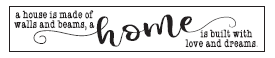 a house is made of
walls and beams, a
home
is built with
love and dreams.